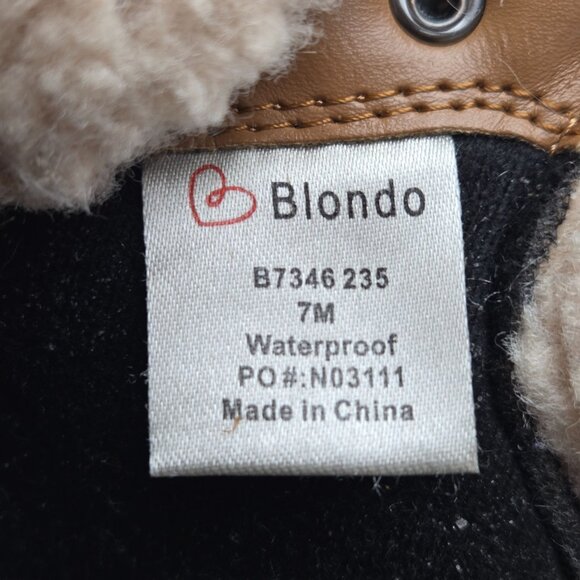 Blondo
B7346 235
7M
Waterproof
PO#:N03111
Made in China